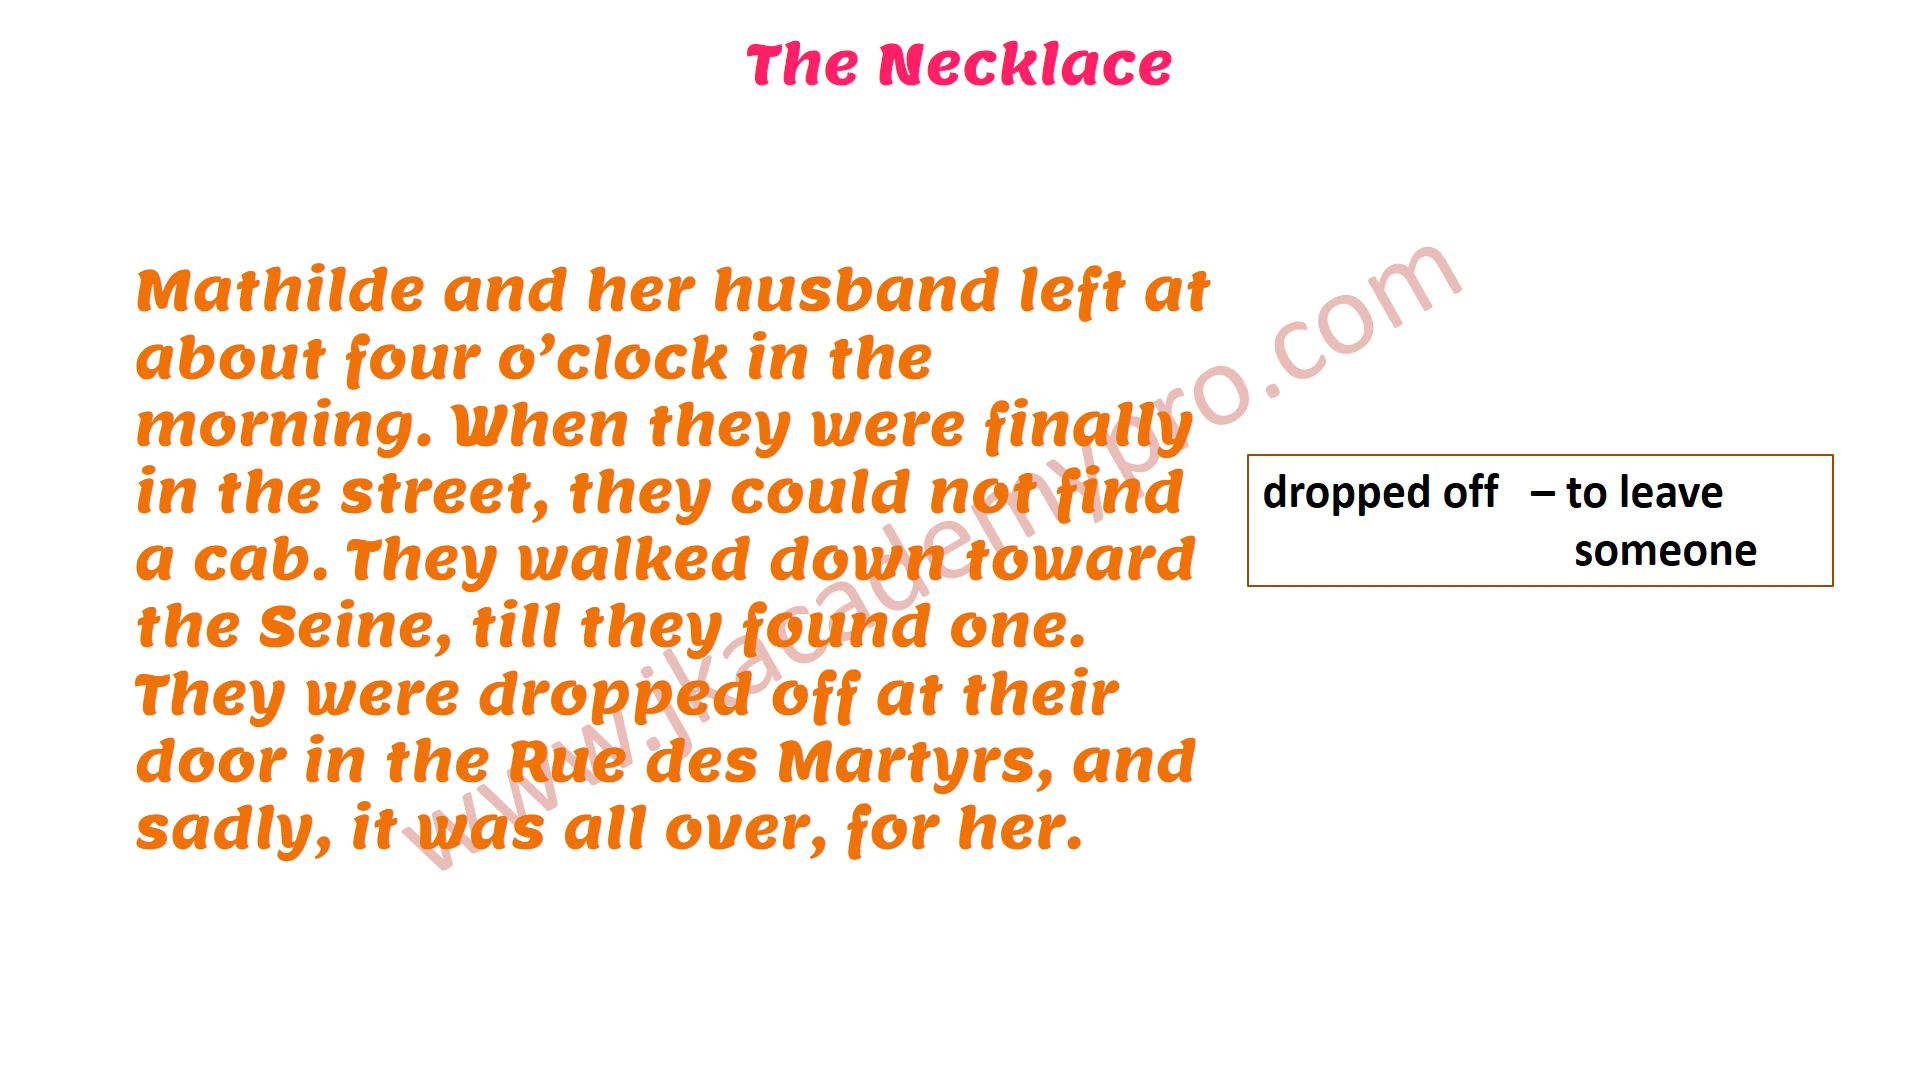 The Necklace
Mathilde and her husband left at
about four o’clock in the
morning. When they were finally
in the street, they could not find
a cab. They walked down toward
the Seine, till they found one.
They were dropped off at their
door in the Rue des Martyrs, and
sadly, it was all over, for her.
dropped off – to leave
someone
www.jkacademypro.com